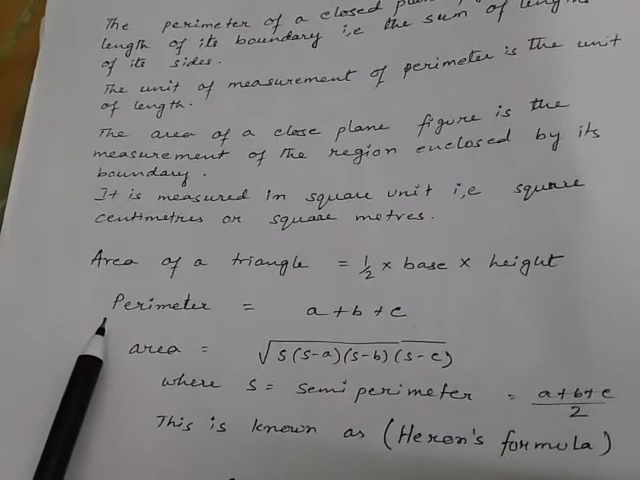 The perimeter of a closed
length of its boundary i,e the sum of lengths
of its sides.
The unit of measurement of perimeter is the unit
of length.
The area of a close plane figure is the
measurement of the region enclosed by its
boundary.
It is measured in square unit i,e square
centimetres or square metres.
Area of a triangle = 1/2 × base × height
Perimeter = a+b+c
area = √s(s-a)(s-b)(s-c)
where s = semi perimeter = a+b+c/2
This is known as (Heron's formula)